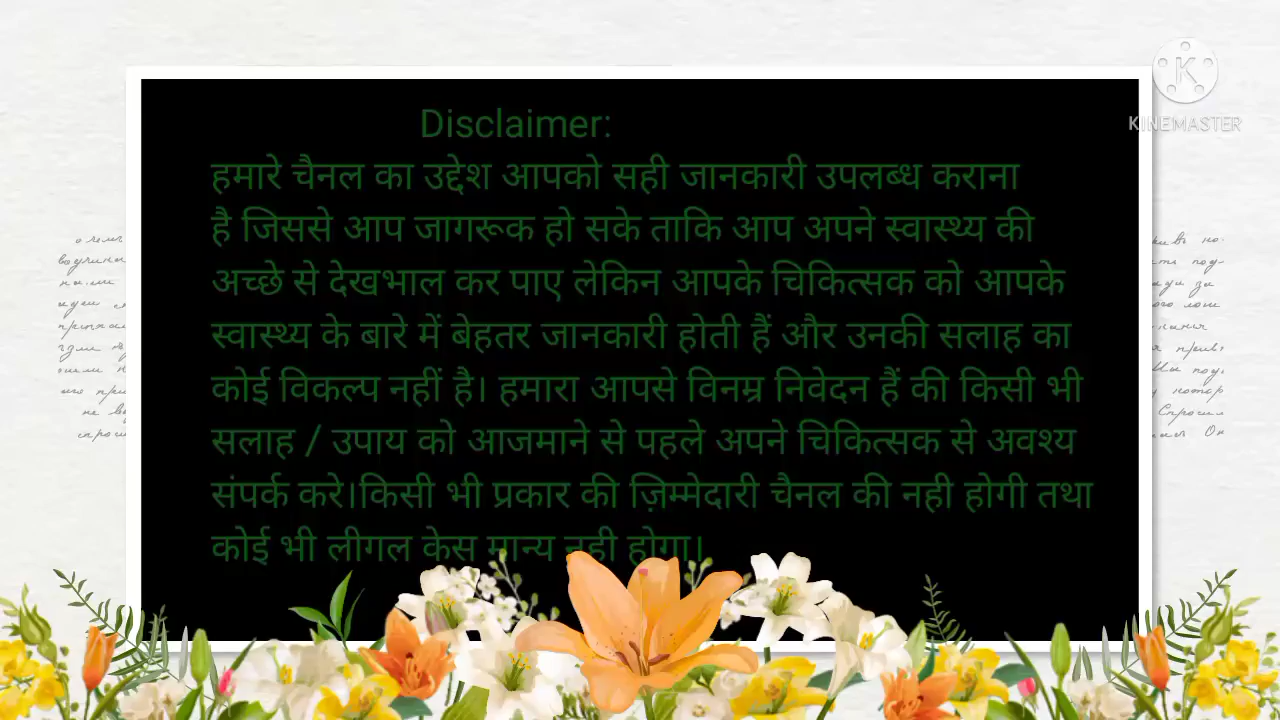 Disclaimer:
हमारे चैनल का उद्देश आपको सही जानकारी उपलब्ध कराना
है जिससे आप जागरूक हो सके ताकि आप अपने स्वास्थ्य की
अच्छे से देखभाल कर पाए लेकिन आपके चिकित्सक को आपके
स्वास्थ्य के बारे में बेहतर जानकारी होती हैं और उनकी सलाह का
कोई विकल्प नहीं है। हमारा आपसे विनम्र निवेदन हैं की किसी भी
सलाह / उपाय को आजमाने से पहले अपने चिकित्सक से अवश्य
संपर्क करे।किसी भी प्रकार की ज़िम्मेदारी चैनल की नही होगी तथा
कोई भी लीगल केस मान्य नही होगा।
K
KINEMASTER